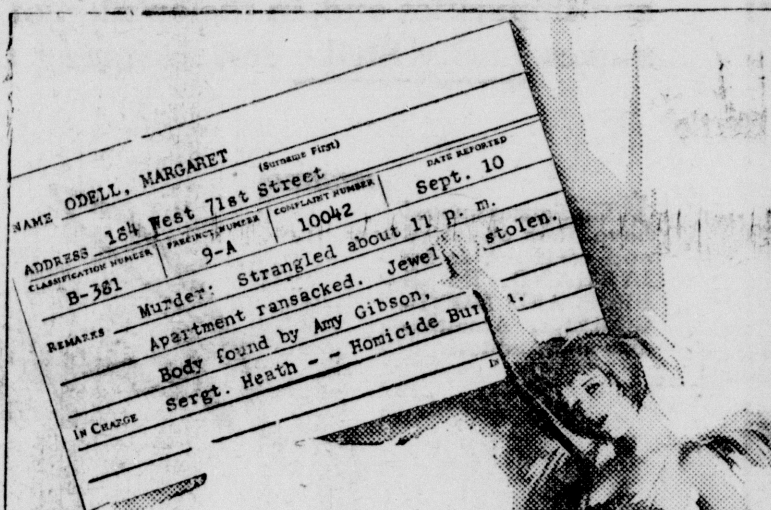 NAME ODELL, MARGARET
(Surname First)
ADDRESS 184 West 71st Street
CLASSIFICATION NUMBER PRECINCT NUMBER COMPLAINT NUMBER DATE REPORTED
B-381 9-A 10042 Sept. 10
REMARKS Murder: Strangled about 11 p. m.
Apartment ransacked. Jewel stolen.
Body found by Amy Gibson,
IN CHARGE Sergt. Heath - - Homicide Bur